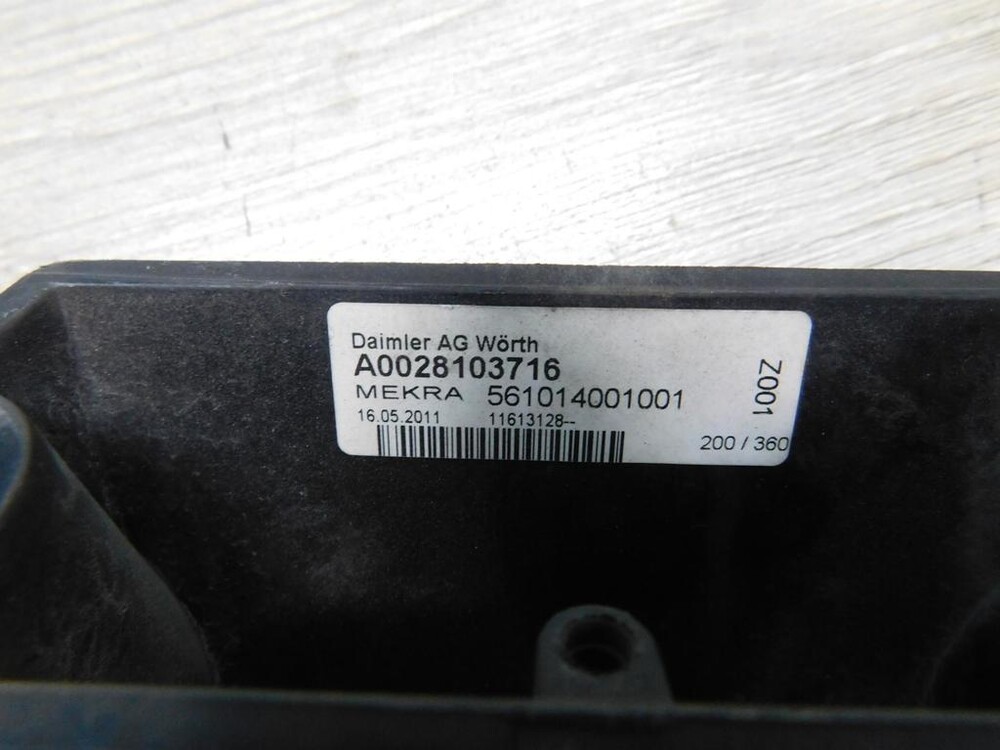 Daimler AG Wörth
A0028103716
MEKRA 561014001001
16.05.2011 11613128--
200 / 360
Z001